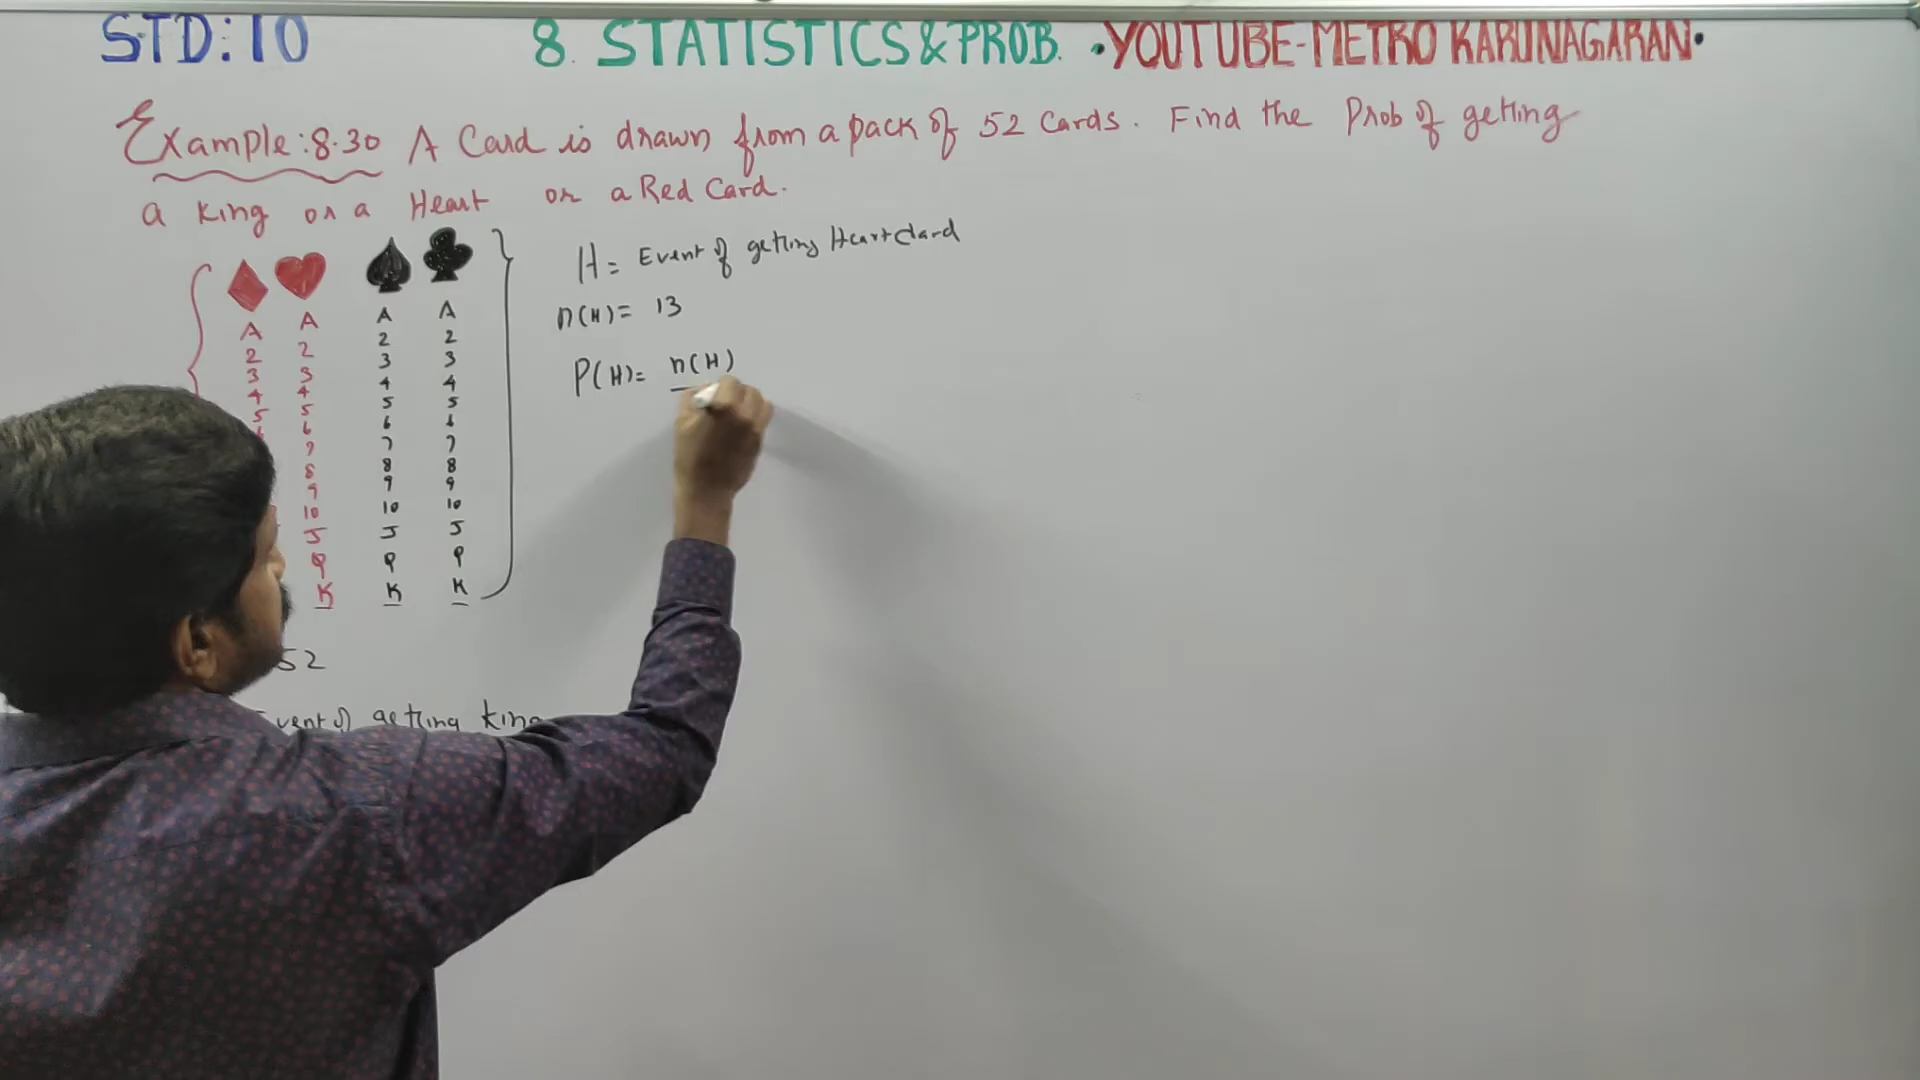 STD:10 8. STATISTICS & PROB. •YOUTUBE-METRO KARUNAGARAN•
Example:8.30 A Card is drawn from a pack of 52 Cards. Find the Prob of getting
a King or a Heart or a Red Card.
A A A A
2 2 2 2
3 3 3 3
4 4 4 4
5 5 5 5
6 6 6
7 7 7
8 8 8
9 9 9
10 10 10
J J J
Q Q Q
K K K
52
vent of getting king
H = Event of getting Heart Card
n(H) = 13
P(H) = n(H)